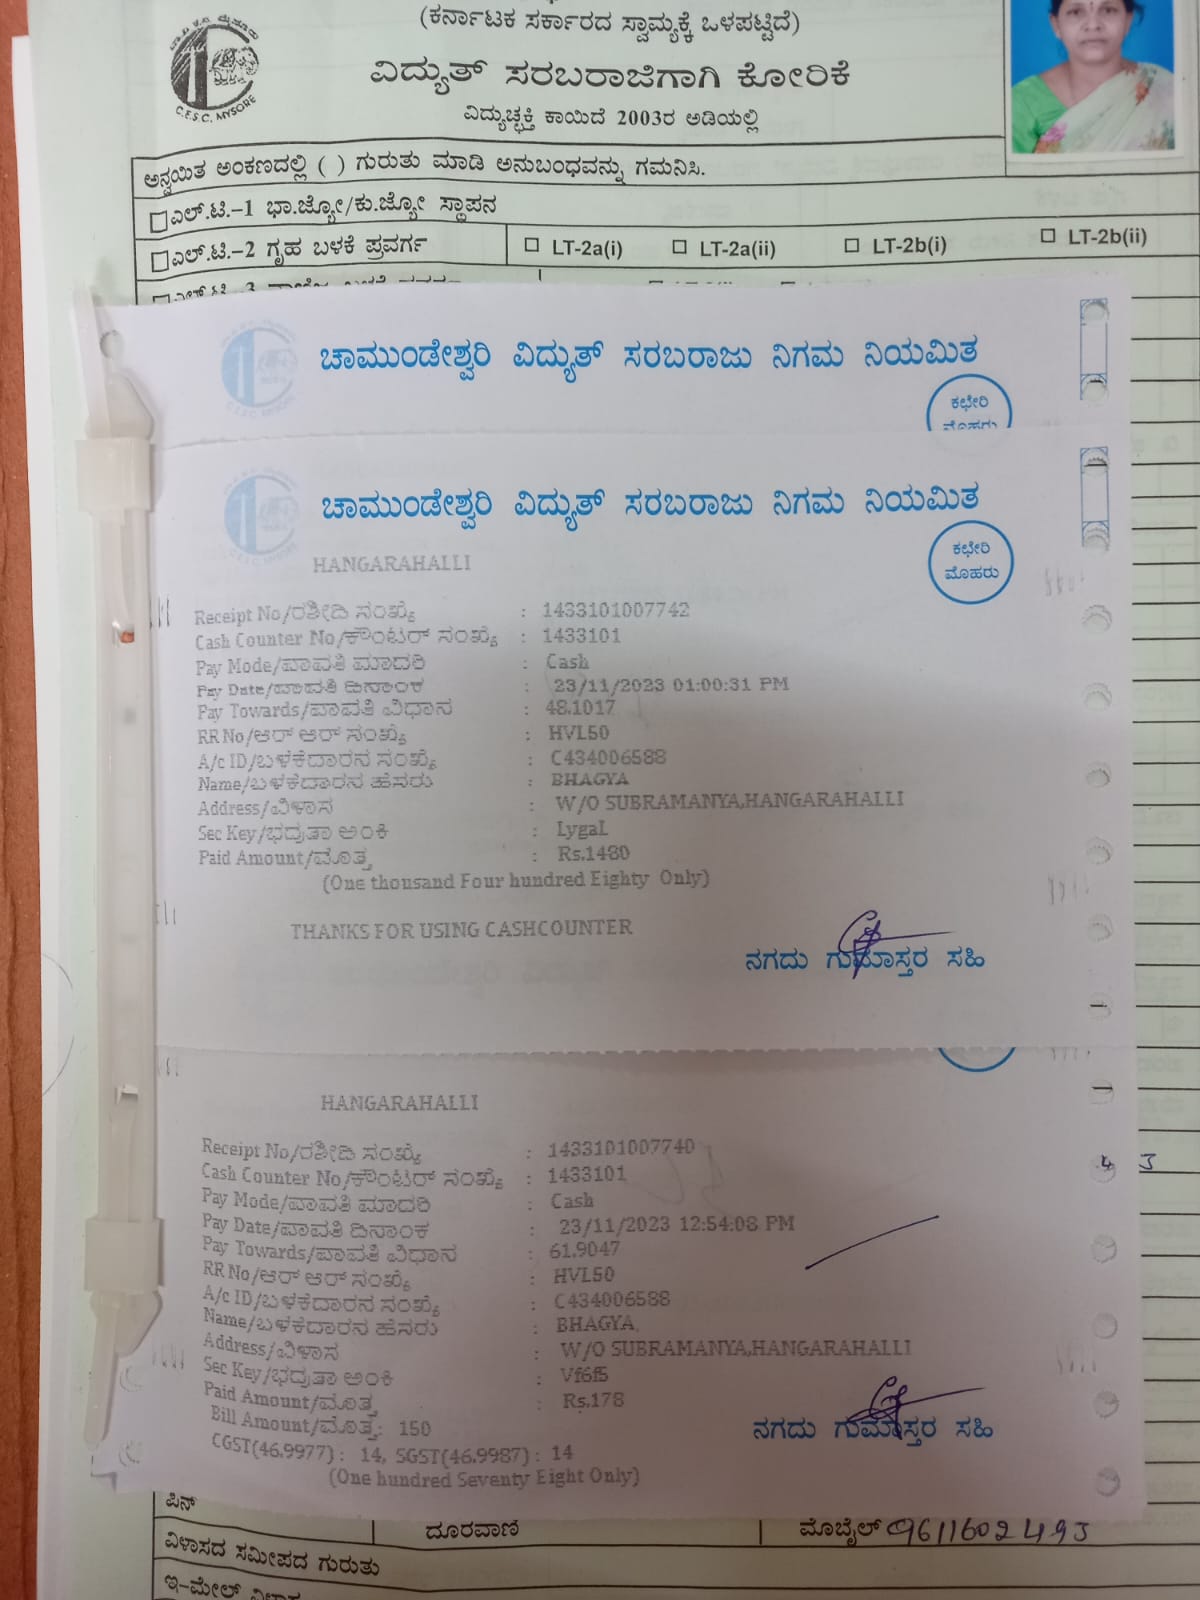 (ಕರ್ನಾಟಕ ಸರ್ಕಾರದ ಸ್ವಾಮ್ಯಕ್ಕೆ ಒಳಪಟ್ಟಿದೆ)
C.E.S.C. MYSORE
ವಿದ್ಯುತ್ ಸರಬರಾಜಿಗಾಗಿ ಕೋರಿಕೆ
ವಿದ್ಯುಚ್ಛಕ್ತಿ ಕಾಯಿದೆ 2003ರ ಅಡಿಯಲ್ಲಿ
ಅನ್ವಯಿತ ಅಂಕಣದಲ್ಲಿ ( ) ಗುರುತು ಮಾಡಿ ಅನುಬಂಧವನ್ನು ಗಮನಿಸಿ.
ಎಲ್.ಟಿ.-1 ಭಾ.ಜ್ಯೋ/ಕು.ಜ್ಯೋ ಸ್ಥಾಪನ
ಎಲ್.ಟಿ.-2 ಗೃಹ ಬಳಕೆ ಪ್ರವರ್ಗ LT-2a(i) LT-2a(ii) LT-2b(i) LT-2b(ii)
ಚಾಮುಂಡೇಶ್ವರಿ ವಿದ್ಯುತ್ ಸರಬರಾಜು ನಿಗಮ ನಿಯಮಿತ
ಕಛೇರಿ
ಮೊಹರು
ಚಾಮುಂಡೇಶ್ವರಿ ವಿದ್ಯುತ್ ಸರಬರಾಜು ನಿಗಮ ನಿಯಮಿತ
ಕಛೇರಿ
ಮೊಹರು
HANGARAHALLI
Receipt No/ರಶೀದಿ ಸಂಖ್ಯೆ : 1433101007742
Cash Counter No/ಕೌಂಟರ್ ಸಂಖ್ಯೆ : 1433101
Pay Mode/ಪಾವತಿ ಮಾದರಿ : Cash
Pay Date/ಪಾವತಿ ದಿನಾಂಕ : 23/11/2023 01:00:31 PM
Pay Towards/ಪಾವತಿ ವಿಧಾನ : 48.1017
RR No/ಆರ್ ಆರ್ ಸಂಖ್ಯೆ : HVL50
A/c ID/ಬಳಕೆದಾರನ ಸಂಖ್ಯೆ : C434006588
Name/ಬಳಕೆದಾರನ ಹೆಸರು : BHAGYA
Address/ವಿಳಾಸ : W/O SUBRAMANYA,HANGARAHALLI
Sec Key/ಭದ್ರತಾ ಅಂಕಿ : LygaL
Paid Amount/ಮೊತ್ತ : Rs.1480
(One thousand Four hundred Eighty Only)
THANKS FOR USING CASHCOUNTER
ನಗದು ಗುಮಾಸ್ತರ ಸಹಿ
HANGARAHALLI
Receipt No/ರಶೀದಿ ಸಂಖ್ಯೆ : 1433101007740
Cash Counter No/ಕೌಂಟರ್ ಸಂಖ್ಯೆ : 1433101
Pay Mode/ಪಾವತಿ ಮಾದರಿ : Cash
Pay Date/ಪಾವತಿ ದಿನಾಂಕ : 23/11/2023 12:54:08 PM
Pay Towards/ಪಾವತಿ ವಿಧಾನ : 61.9047
RR No/ಆರ್ ಆರ್ ಸಂಖ್ಯೆ : HVL50
A/c ID/ಬಳಕೆದಾರನ ಸಂಖ್ಯೆ : C434006588
Name/ಬಳಕೆದಾರನ ಹೆಸರು : BHAGYA,
Address/ವಿಳಾಸ : W/O SUBRAMANYA,HANGARAHALLI
Sec Key/ಭದ್ರತಾ ಅಂಕಿ : Vf6f5
Paid Amount/ಮೊತ್ತ : Rs.178
Bill Amount/ಮೊತ್ತ: 150
CGST(46.9977) : 14, SGST(46.9987) : 14
(One hundred Seventy Eight Only)
ನಗದು ಗುಮಾಸ್ತರ ಸಹಿ
ಪಿನ್
ದೂರವಾಣಿ ಮೊಬೈಲ್ 9611602493
ವಿಳಾಸದ ಸಮೀಪದ ಗುರುತು
ಇ-ಮೇಲ್ ವಿಳಾಸ